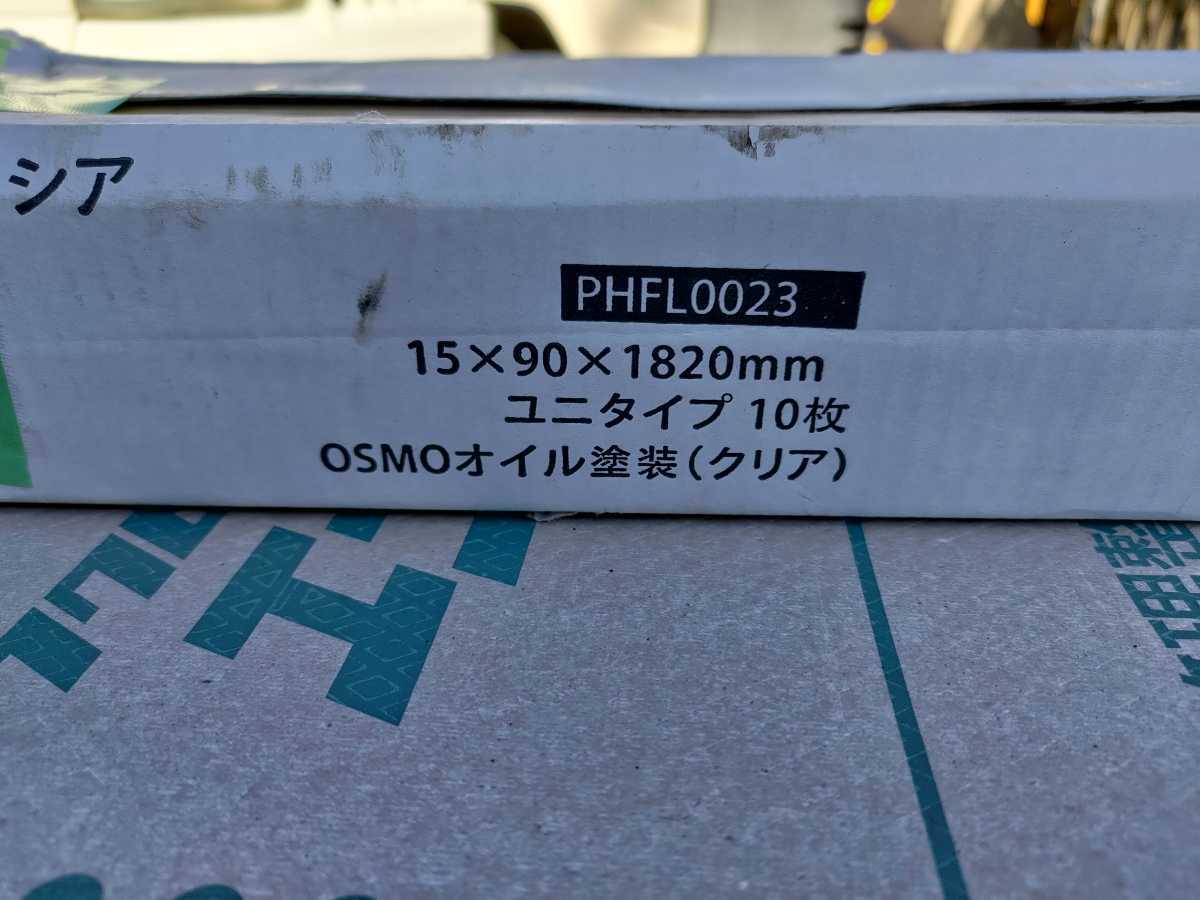 シア
PHFL0023
15×90×1820mm
ユニタイプ 10枚
OSMOオイル塗装(クリア)